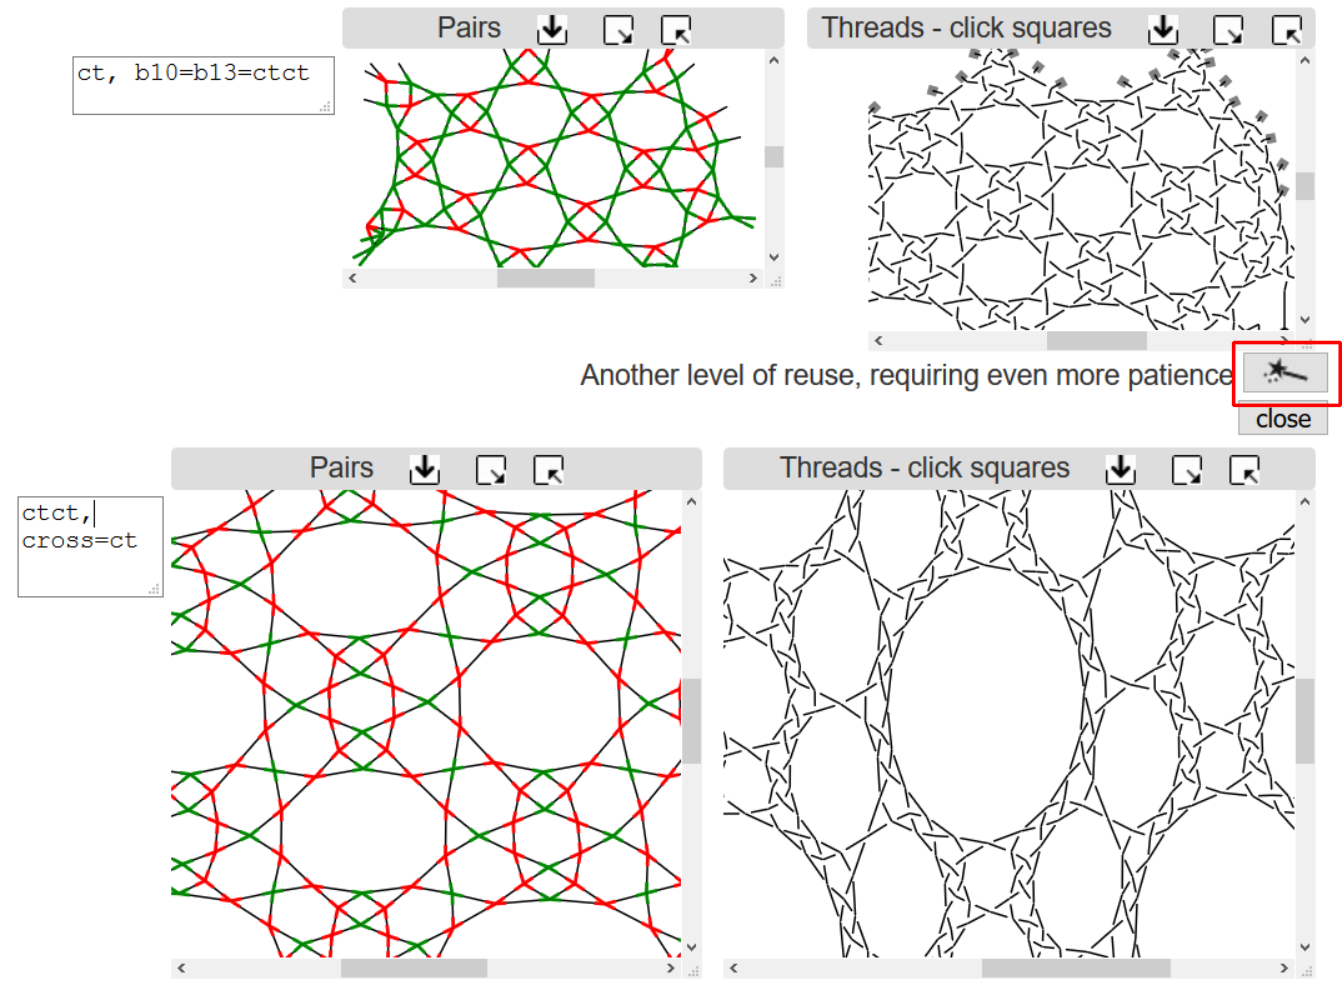 Pairs
Threads - click squares
ct, b10=b13=ctct
Another level of reuse, requiring even more patience
close
Pairs
Threads - click squares
ctct,
cross=ct